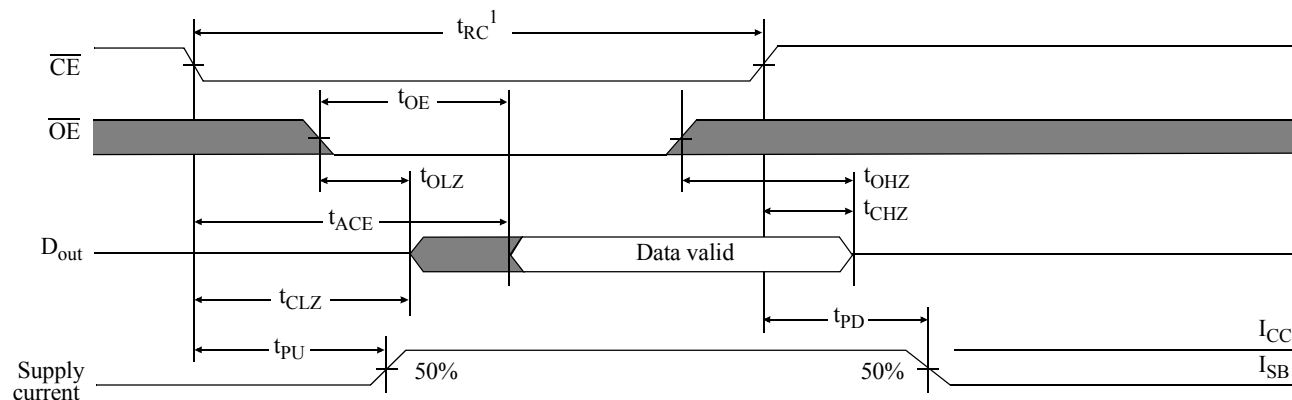 tRC1
CE
tOE
OE
tOLZ
tOHZ
tACE
tCHZ
Dout
Data valid
tCLZ
tPD
tPU
ICC
Supply
current
50%
50%
ISB